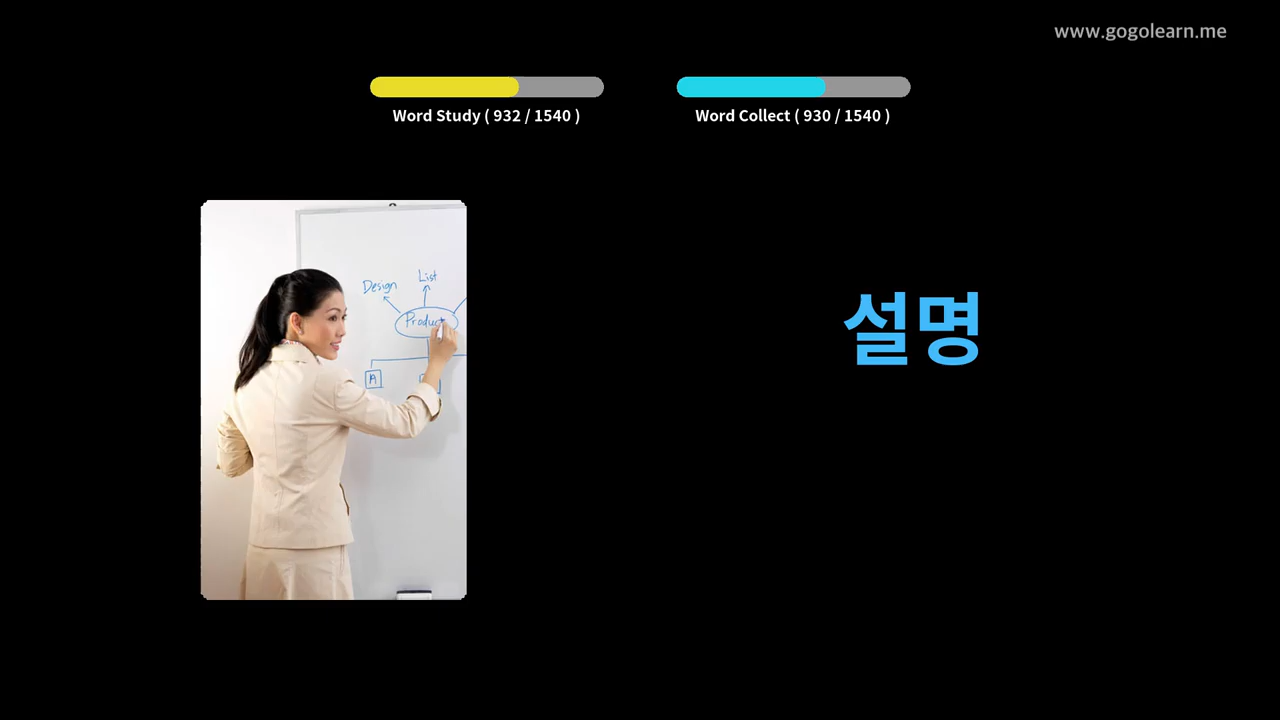 www.gogolearn.me
Word Study ( 932 / 1540 )
Word Collect ( 930 / 1540 )
List
Design
Product
A
설명